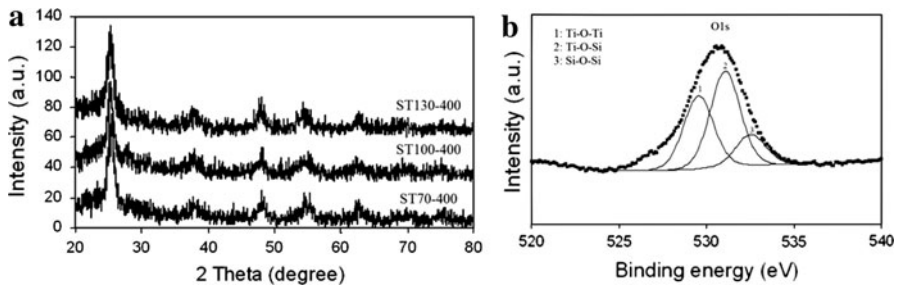 a
140
120
100
80
60
40
20
0
Intensity (a.u.)
ST130-400
ST100-400
ST70-400
20 30 40 50 60 70 80
2 Theta (degree)
b
O1s
1: Ti-O-Ti
2: Ti-O-Si
3: Si-O-Si
1
2
3
Intensity (a.u.)
520 525 530 535 540
Binding energy (eV)